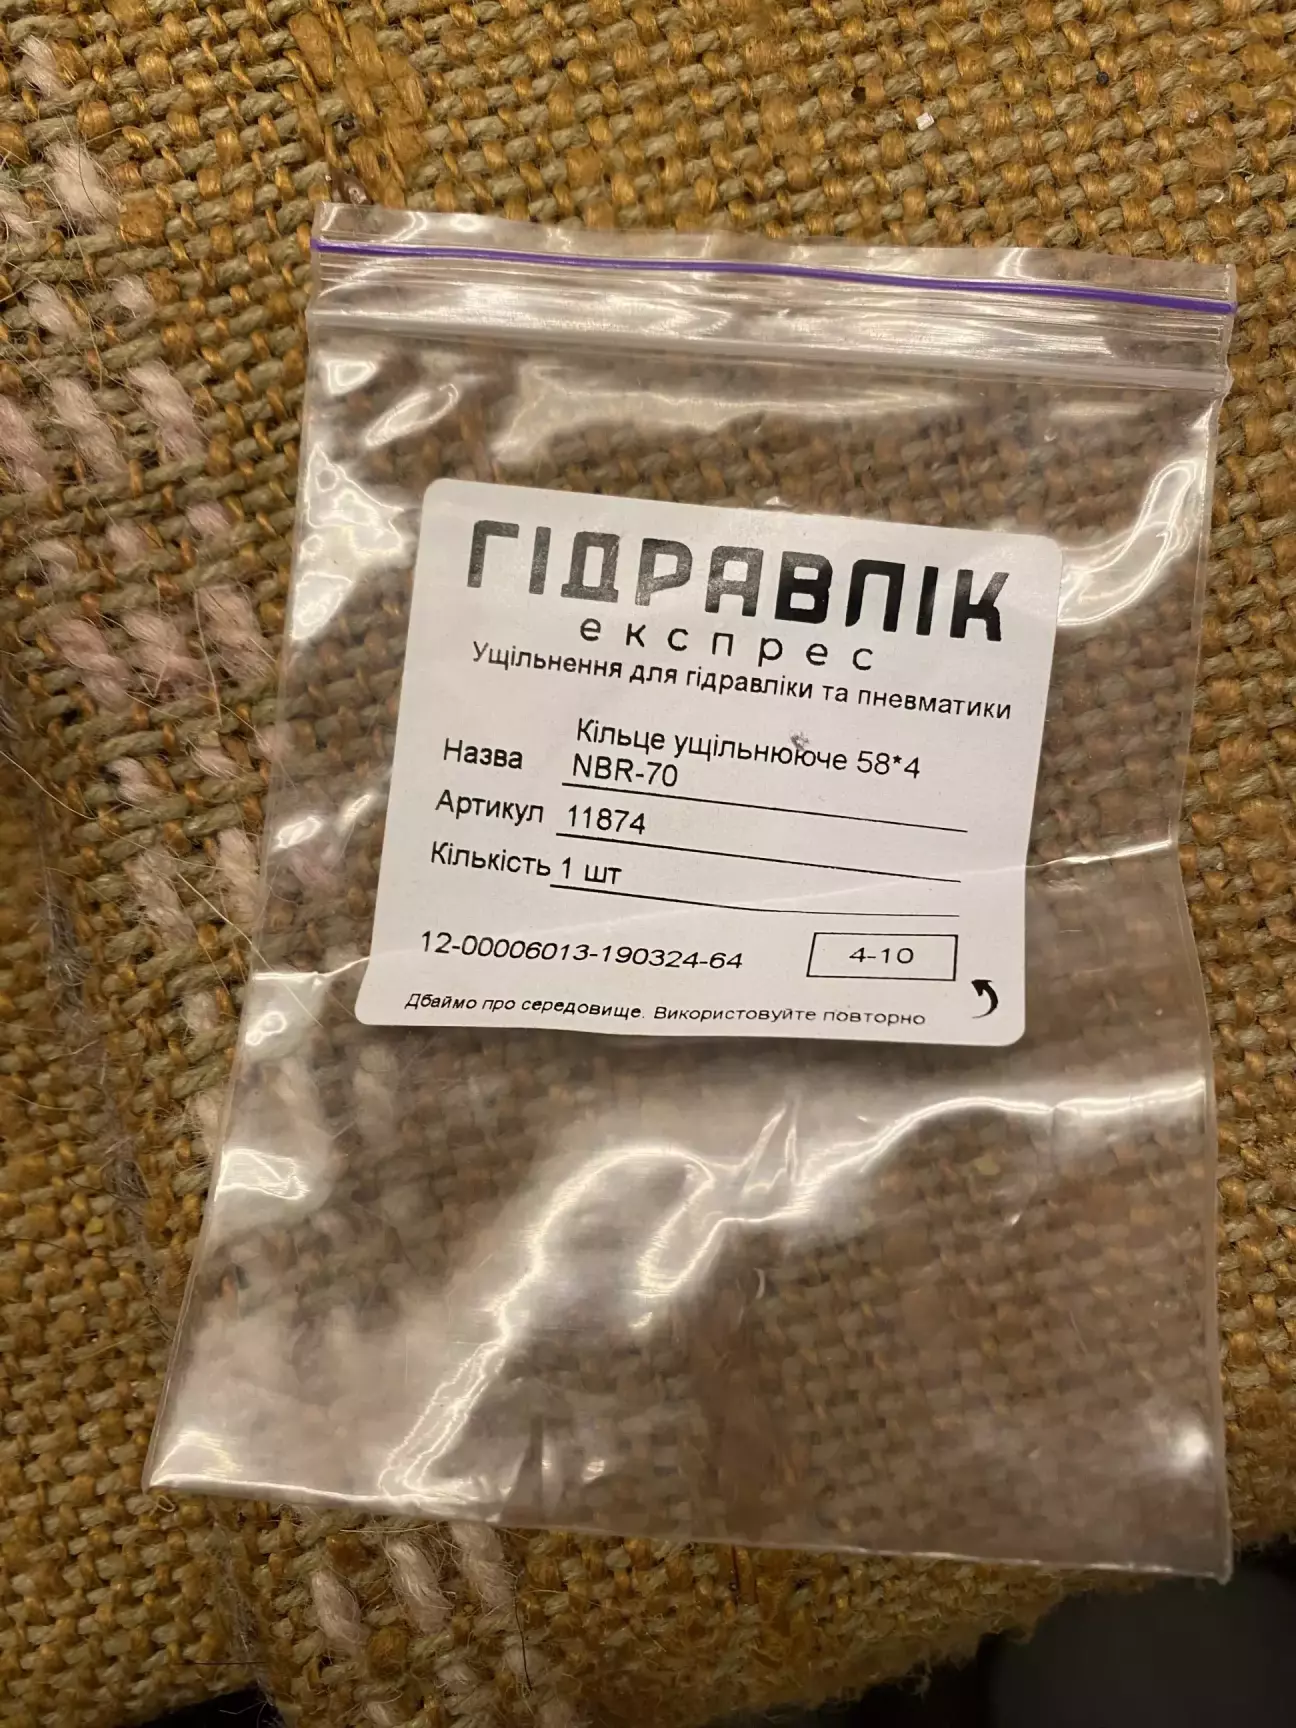 ГІДРАВЛІК
експрес
Ущільнення для гідравліки та пневматики
Назва Кільце ущільнююче 58*4
NBR-70
Артикул 11874
Кількість 1 шт
12-00006013-190324-64 4-10
Дбаймо про середовище. Використовуйте повторно